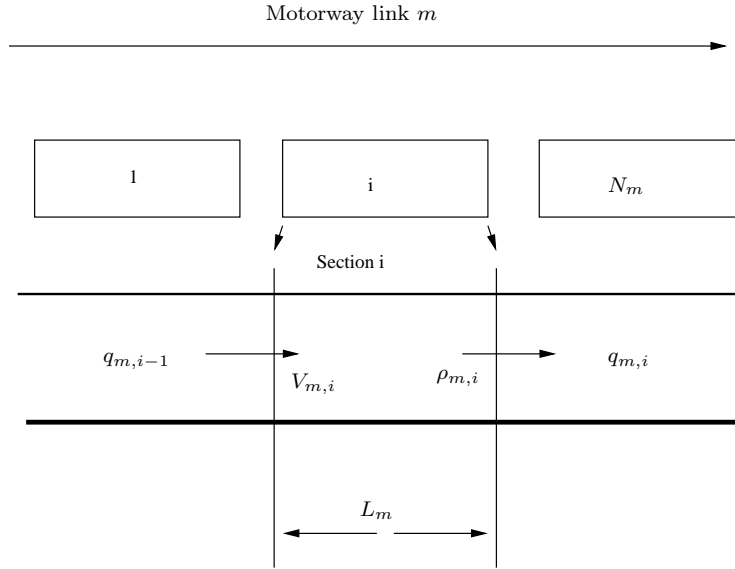 Motorway link m
1
i
N_m
Section i
q_{m,i−1}
V_{m,i}
ρ_{m,i}
q_{m,i}
L_m